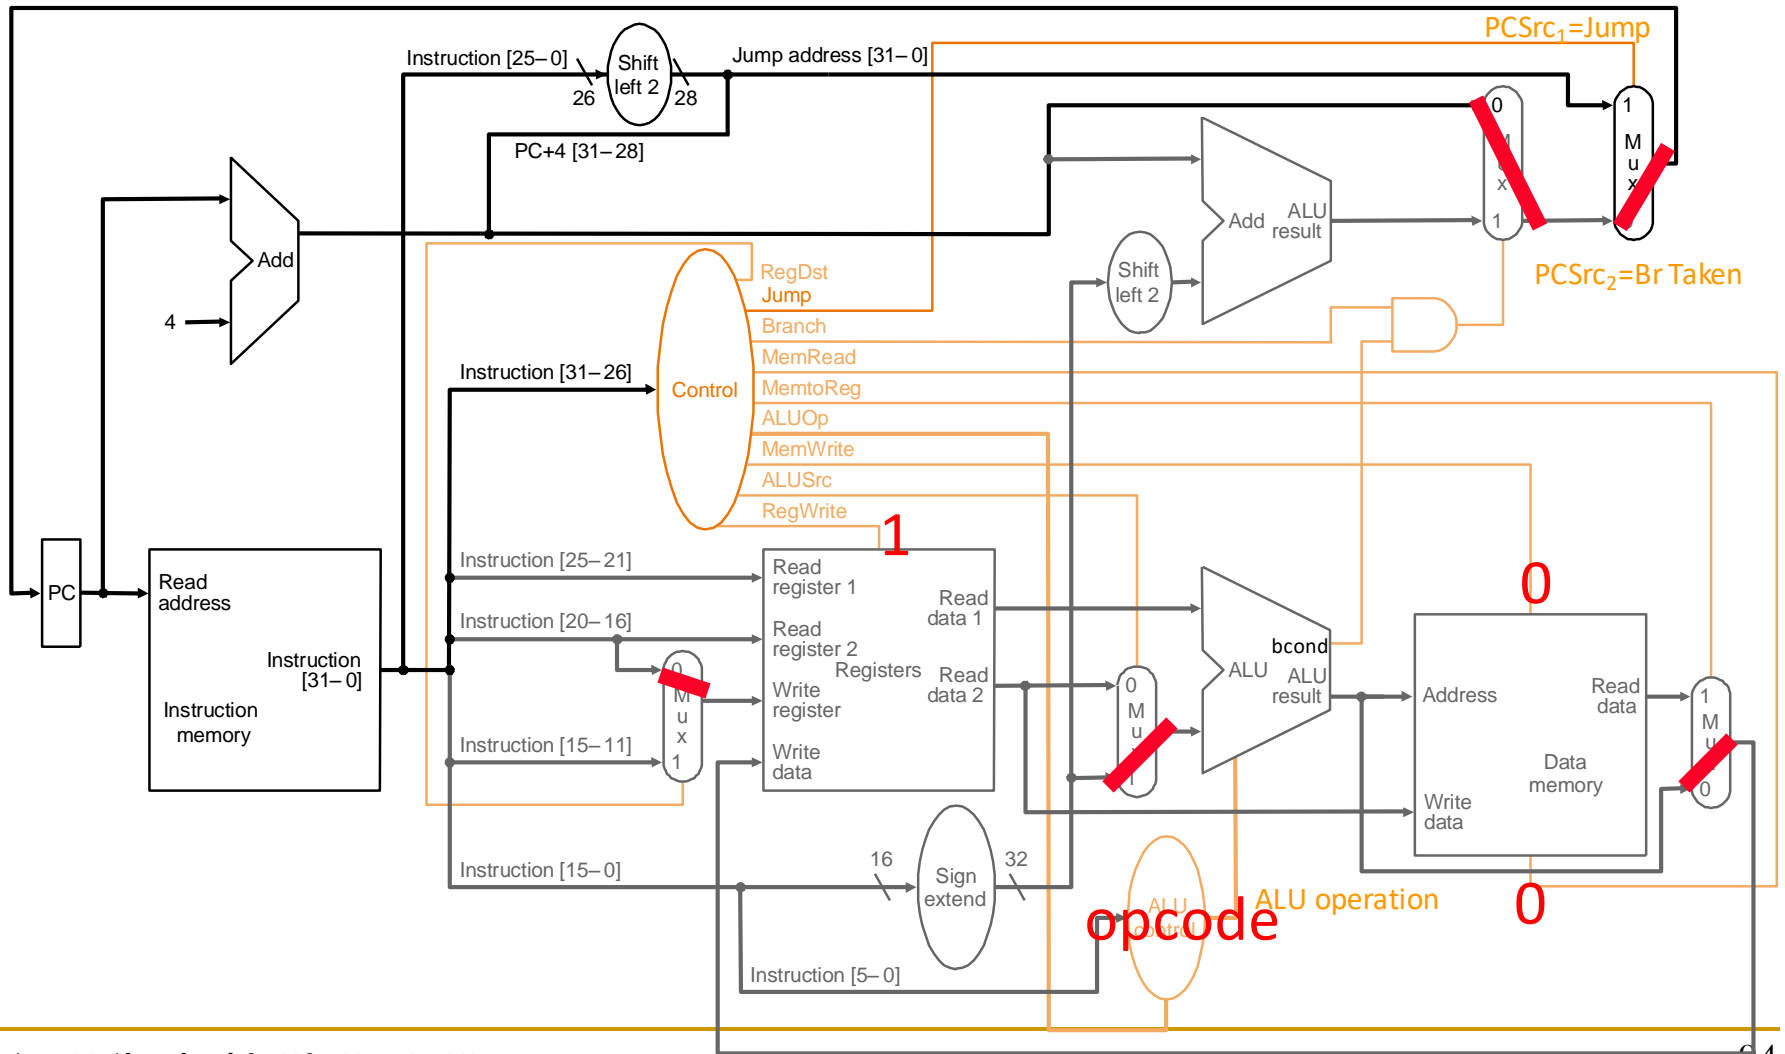 PCSrc1=Jump
Instruction [25–0]
Shift
left 2
Jump address [31–0]
26
28
PC+4 [31–28]
0
M
u
x
1
1
M
u
x
Add
ALU
result
Add
4
Shift
left 2
PCSrc2=Br Taken
RegDst
Jump
Branch
MemRead
MemtoReg
ALUOp
MemWrite
ALUSrc
RegWrite
Instruction [31–26]
Control
1
0
PC
Read
address
Instruction
[31–0]
Instruction
memory
Instruction [25–21]
Instruction [20–16]
Instruction [15–11]
Instruction [15–0]
0
M
u
x
1
Read
register 1
Read
register 2
Registers
Write
register
Write
data
Read
data 1
Read
data 2
0
M
u
bcond
ALU
ALU
result
Address
Read
data
Data
memory
Write
data
1
M
u
0
16
Sign
extend
32
ALU
control
opcode
ALU operation
0
Instruction [5–0]